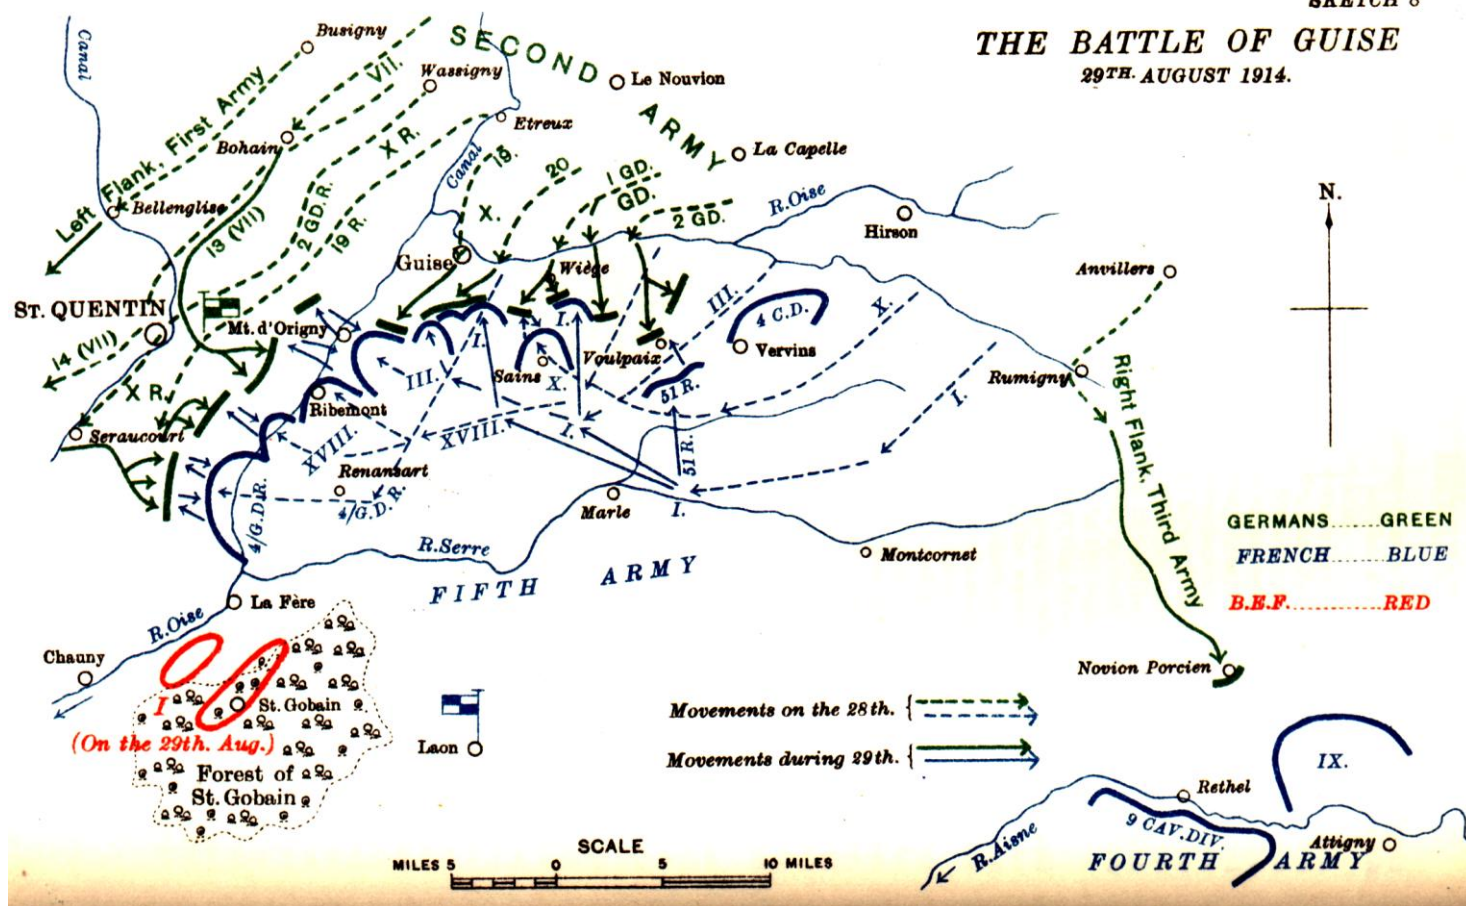 SKETCH 8
THE BATTLE OF GUISE
29TH. AUGUST 1914.
Canal
Busigny
SECOND ARMY
VII.
Wassigny
Le Nouvion
Left Flank, First Army
Bohain
X R.
Etreux
Canal
19.
20
1 GD.
GD.
2 GD.
La Capelle
R.Oise
Hirson
N.
Bellenglise
13 (VII)
2 GD.R.
19 R.
X.
Guise
Wiège
Anvillers
ST. QUENTIN
Mt. d'Origny
III.
4 C.D.
X.
I.
I.
Voulpaix
Vervins
14 (VII)
III.
Sains
X.
51 R.
Rumigny
I.
Right Flank, Third Army
X R.
Ribemont
Seraucourt
XVIII.
XVIII.
I.
51 R.
Renansart
4/G.D.R.
4/G.D.R.
Marle
I.
R.Serre
Montcornet
GERMANS......GREEN
FRENCH.......BLUE
B.E.F..............RED
FIFTH ARMY
La Fère
R.Oise
Chauny
I
St. Gobain
(On the 29th. Aug.)
Forest of
St. Gobain
Laon
Novion Porcien
Movements on the 28th.
Movements during 29th.
IX.
Rethel
9 CAV. DIV.
R. Aisne
Attigny
FOURTH ARMY
SCALE
MILES 5 0 5 10 MILES